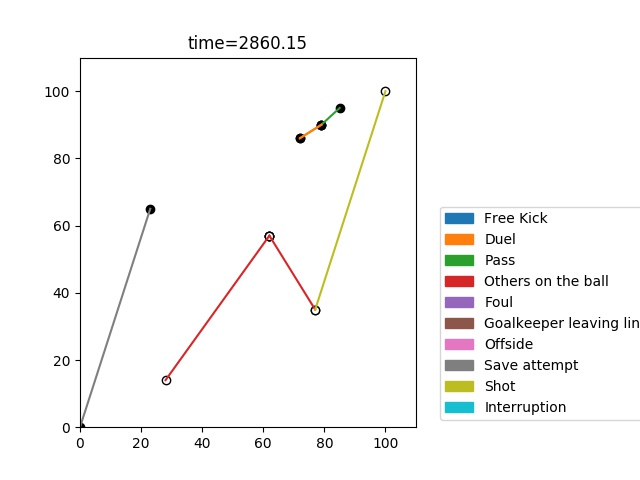 time=2860.15
100
80
60
40
20
0
0 20 40 60 80 100
Free Kick
Duel
Pass
Others on the ball
Foul
Goalkeeper leaving lin
Offside
Save attempt
Shot
Interruption